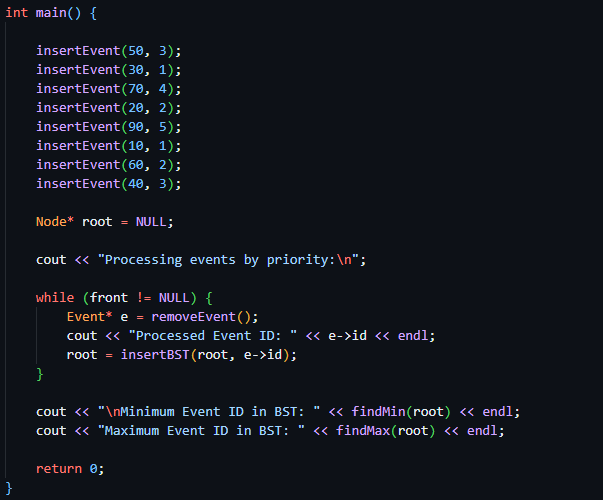 int main() {
    insertEvent(50, 3);
    insertEvent(30, 1);
    insertEvent(70, 4);
    insertEvent(20, 2);
    insertEvent(90, 5);
    insertEvent(10, 1);
    insertEvent(60, 2);
    insertEvent(40, 3);
    Node* root = NULL;
    cout << "Processing events by priority:\n";
    while (front != NULL) {
        Event* e = removeEvent();
        cout << "Processed Event ID: " << e->id << endl;
        root = insertBST(root, e->id);
    }
    cout << "\nMinimum Event ID in BST: " << findMin(root) << endl;
    cout << "Maximum Event ID in BST: " << findMax(root) << endl;
    return 0;
}